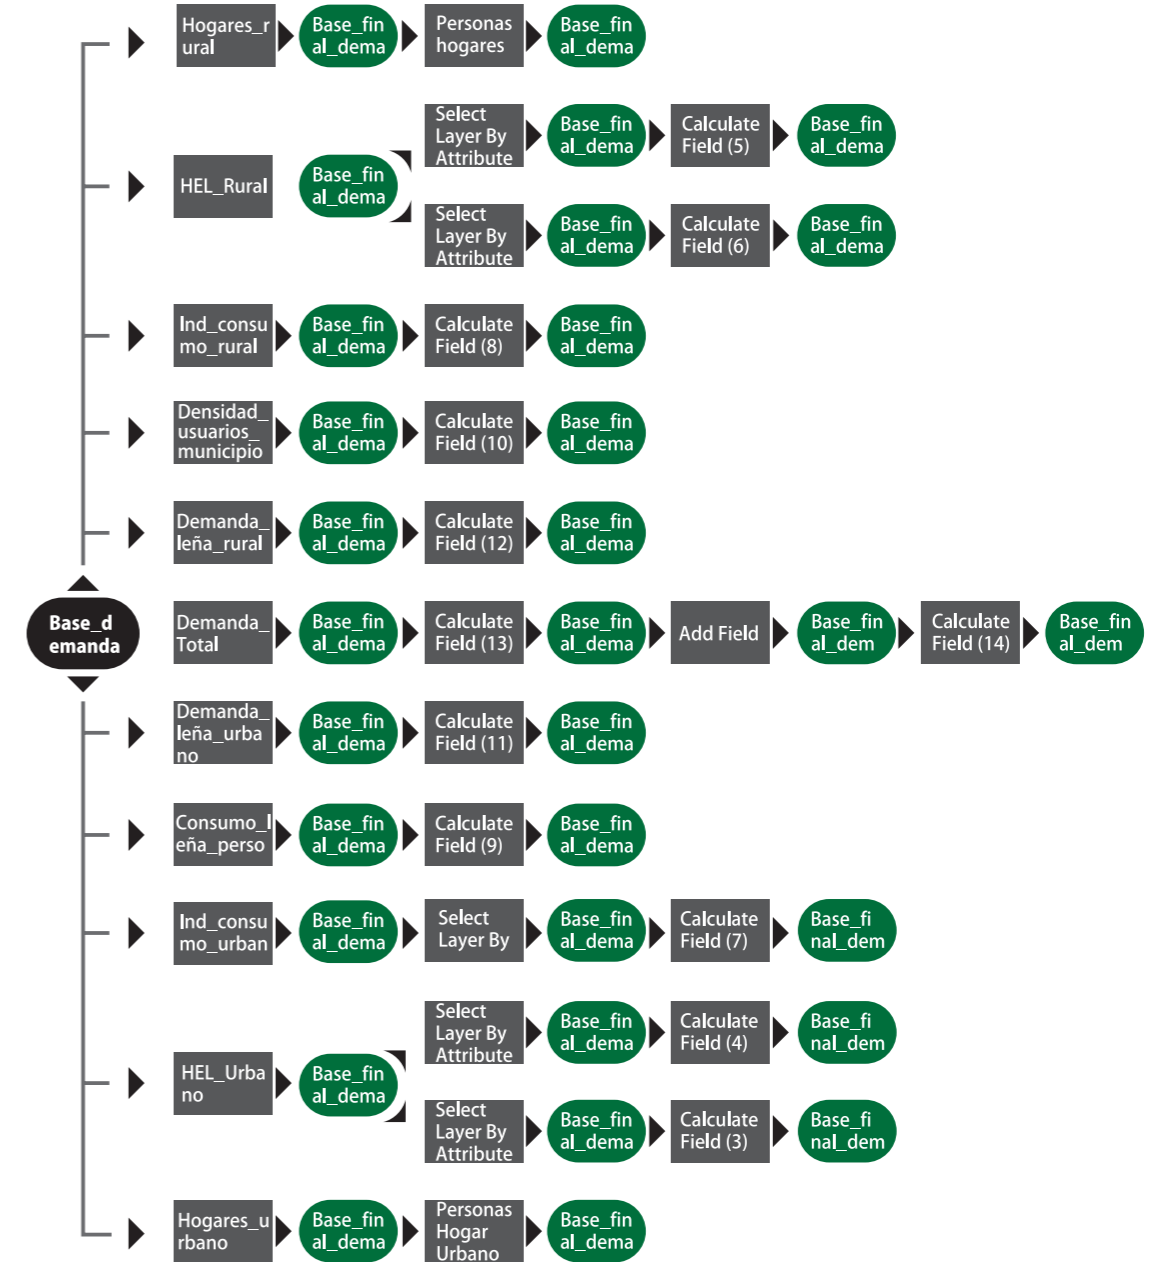 Hogares_r
ural
Base_fin
al_dema
Personas
hogares
Base_fin
al_dema
HEL_Rural
Base_fin
al_dema
Select
Layer By
Attribute
Base_fin
al_dema
Calculate
Field (5)
Base_fin
al_dema
Select
Layer By
Attribute
Base_fin
al_dema
Calculate
Field (6)
Base_fin
al_dema
Ind_consu
mo_rural
Base_fin
al_dema
Calculate
Field (8)
Base_fin
al_dema
Densidad_
usuarios_
municipio
Base_fin
al_dema
Calculate
Field (10)
Base_fin
al_dema
Demanda_
leña_rural
Base_fin
al_dema
Calculate
Field (12)
Base_fin
al_dema
Base_d
emanda
Demanda_
Total
Base_fin
al_dema
Calculate
Field (13)
Base_fin
al_dema
Add Field
Base_fin
al_dem
Calculate
Field (14)
Base_fin
al_dem
Demanda_
leña_urba
no
Base_fin
al_dema
Calculate
Field (11)
Base_fin
al_dema
Consumo_l
eña_perso
Base_fin
al_dema
Calculate
Field (9)
Base_fin
al_dema
Ind_consu
mo_urban
Base_fin
al_dema
Select
Layer By
Base_fin
al_dema
Calculate
Field (7)
Base_fi
nal_dem
HEL_Urba
no
Base_fin
al_dema
Select
Layer By
Attribute
Base_fin
al_dema
Calculate
Field (4)
Base_fi
nal_dem
Select
Layer By
Attribute
Base_fin
al_dema
Calculate
Field (3)
Base_fi
nal_dem
Hogares_u
rbano
Base_fin
al_dema
Personas
Hogar
Urbano
Base_fin
al_dema